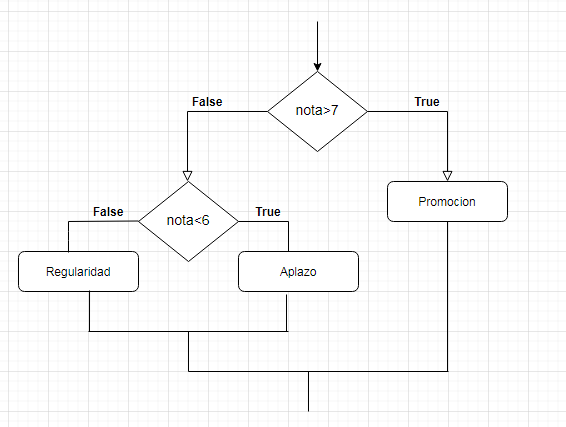 False
True
nota>7
Promocion
False
True
nota<6
Regularidad
Aplazo